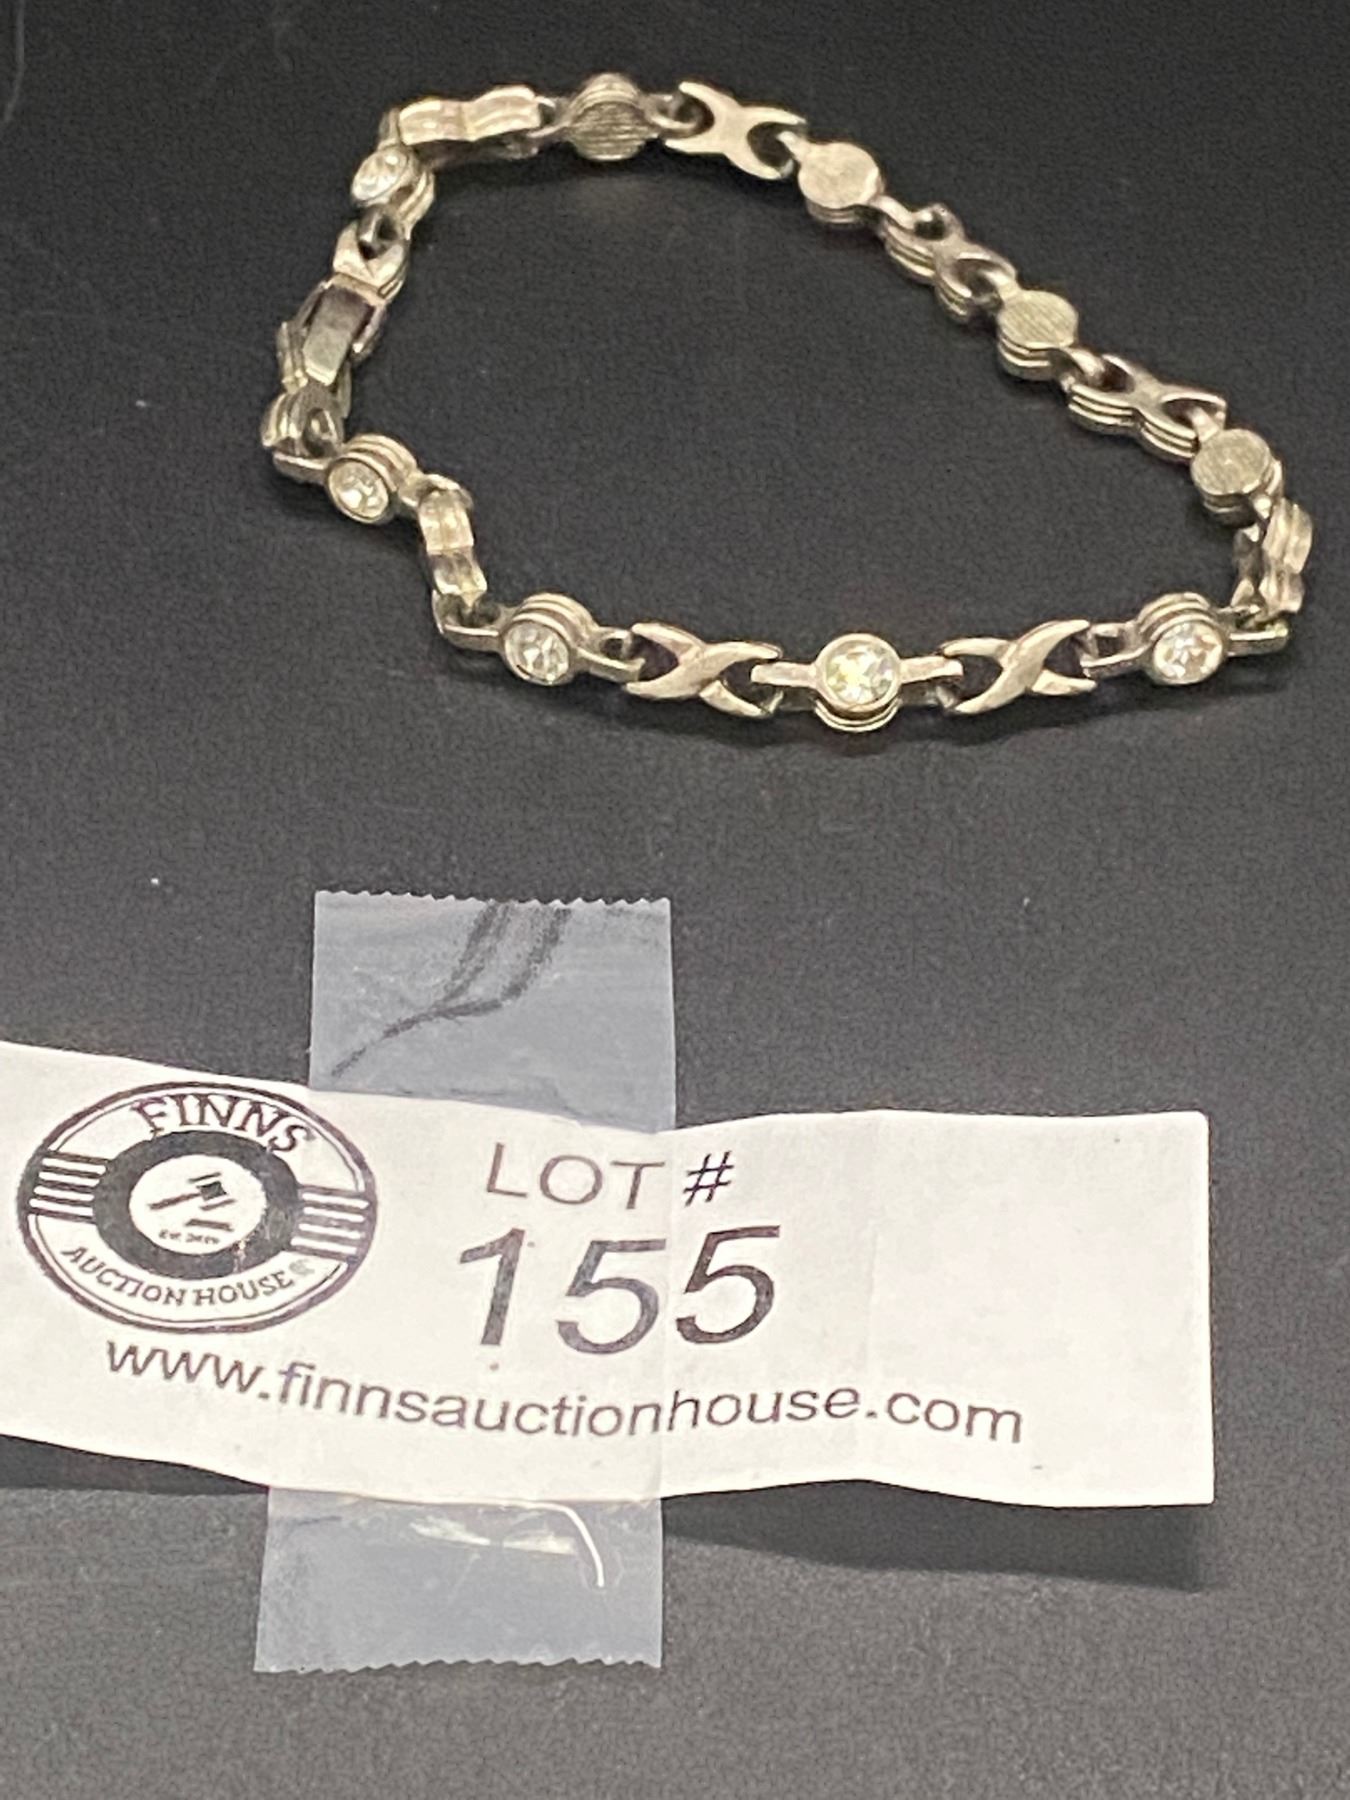 FINNS
AUCTION HOUSE
LOT #
155
www.finnsauctionhouse.com